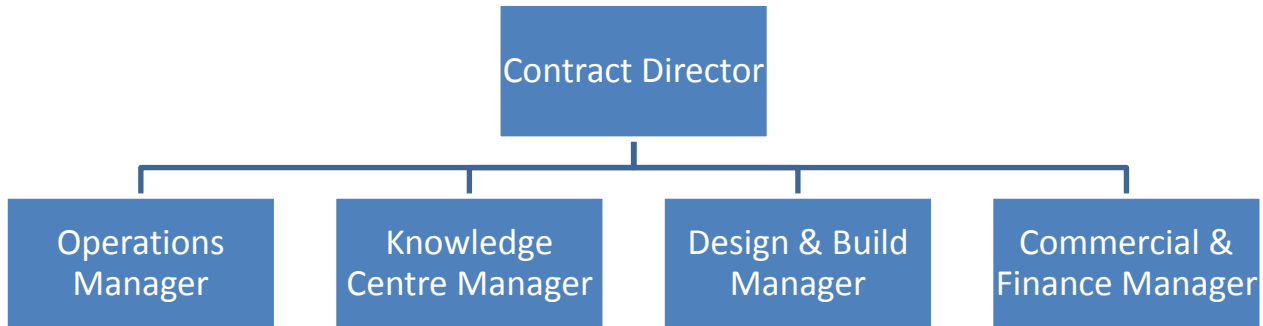 Contract Director
Operations
Manager
Knowledge
Centre Manager
Design & Build
Manager
Commercial &
Finance Manager